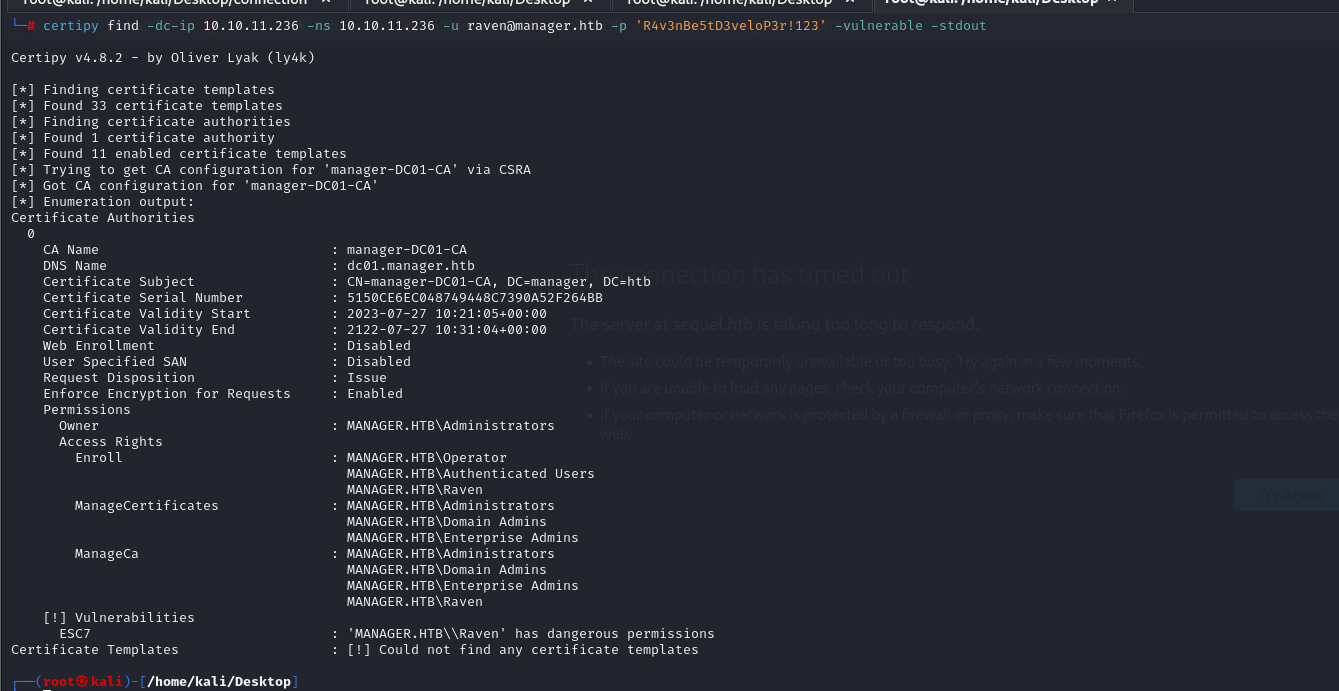 root@kali: /home/kali/Desktop/connection × root@kali: /home/kali/Desktop × root@kali: /home/kali/Desktop × root@kali: /home/kali/Desktop ×
└─# certipy find -dc-ip 10.10.11.236 -ns 10.10.11.236 -u raven@manager.htb -p 'R4v3nBe5tD3veloP3r!123' -vulnerable -stdout
Certipy v4.8.2 - by Oliver Lyak (ly4k)
[*] Finding certificate templates
[*] Found 33 certificate templates
[*] Finding certificate authorities
[*] Found 1 certificate authority
[*] Found 11 enabled certificate templates
[*] Trying to get CA configuration for 'manager-DC01-CA' via CSRA
[*] Got CA configuration for 'manager-DC01-CA'
[*] Enumeration output:
Certificate Authorities
0
CA Name : manager-DC01-CA
The connection has timed out
DNS Name : dc01.manager.htb
Certificate Subject : CN=manager-DC01-CA, DC=manager, DC=htb
Certificate Serial Number : 5150CE6EC048749448C7390A52F264BB
Certificate Validity Start : 2023-07-27 10:21:05+00:00
The server at sequel.htb is taking too long to respond.
Certificate Validity End : 2122-07-27 10:31:04+00:00
Web Enrollment : Disabled
User Specified SAN : Disabled
The site could be temporarily unavailable or too busy. Try again in a few moments.
Request Disposition : Issue
If you are unable to load any pages, check your computer's network connection
Enforce Encryption for Requests : Enabled
Permissions
If your computer or network is protected by a firewall or proxy, make sure that Firefox is permitted to access the
web.
Owner : MANAGER.HTB\Administrators
Access Rights
Enroll : MANAGER.HTB\Operator
MANAGER.HTB\Authenticated Users
MANAGER.HTB\Raven
Try Again
ManageCertificates : MANAGER.HTB\Administrators
MANAGER.HTB\Domain Admins
MANAGER.HTB\Enterprise Admins
ManageCa : MANAGER.HTB\Administrators
MANAGER.HTB\Domain Admins
MANAGER.HTB\Enterprise Admins
MANAGER.HTB\Raven
[!] Vulnerabilities
ESC7 : 'MANAGER.HTB\\Raven' has dangerous permissions
Certificate Templates : [!] Could not find any certificate templates
┌──(root㉿kali)-[/home/kali/Desktop]